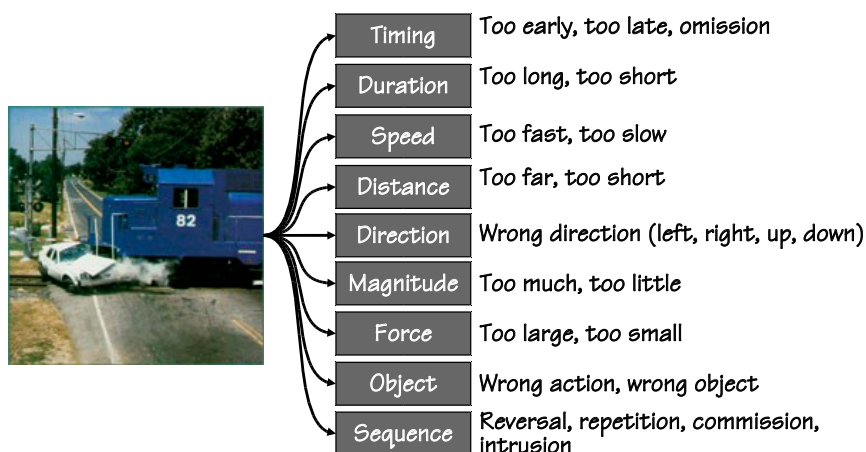 Timing
Too early, too late, omission
Duration
Too long, too short
Speed
Too fast, too slow
Distance
Too far, too short
82
Direction
Wrong direction (left, right, up, down)
Magnitude
Too much, too little
Force
Too large, too small
Object
Wrong action, wrong object
Sequence
Reversal, repetition, commission,
intrusion